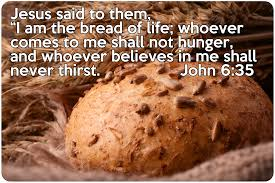 Jesus said to them,
"I am the bread of life; whoever
comes to me shall not hunger,
and whoever believes in me shall
never thirst. John 6:35